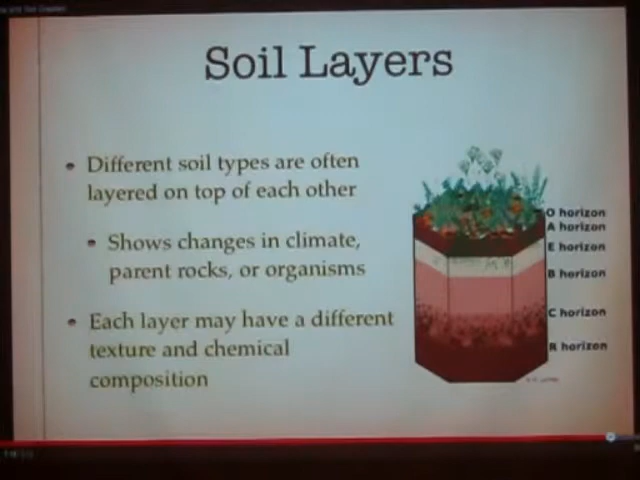 Soil Layers
Different soil types are often
layered on top of each other
Shows changes in climate,
parent rocks, or organisms
Each layer may have a different
texture and chemical
composition
O horizon
A horizon
E horizon
B horizon
C horizon
R horizon